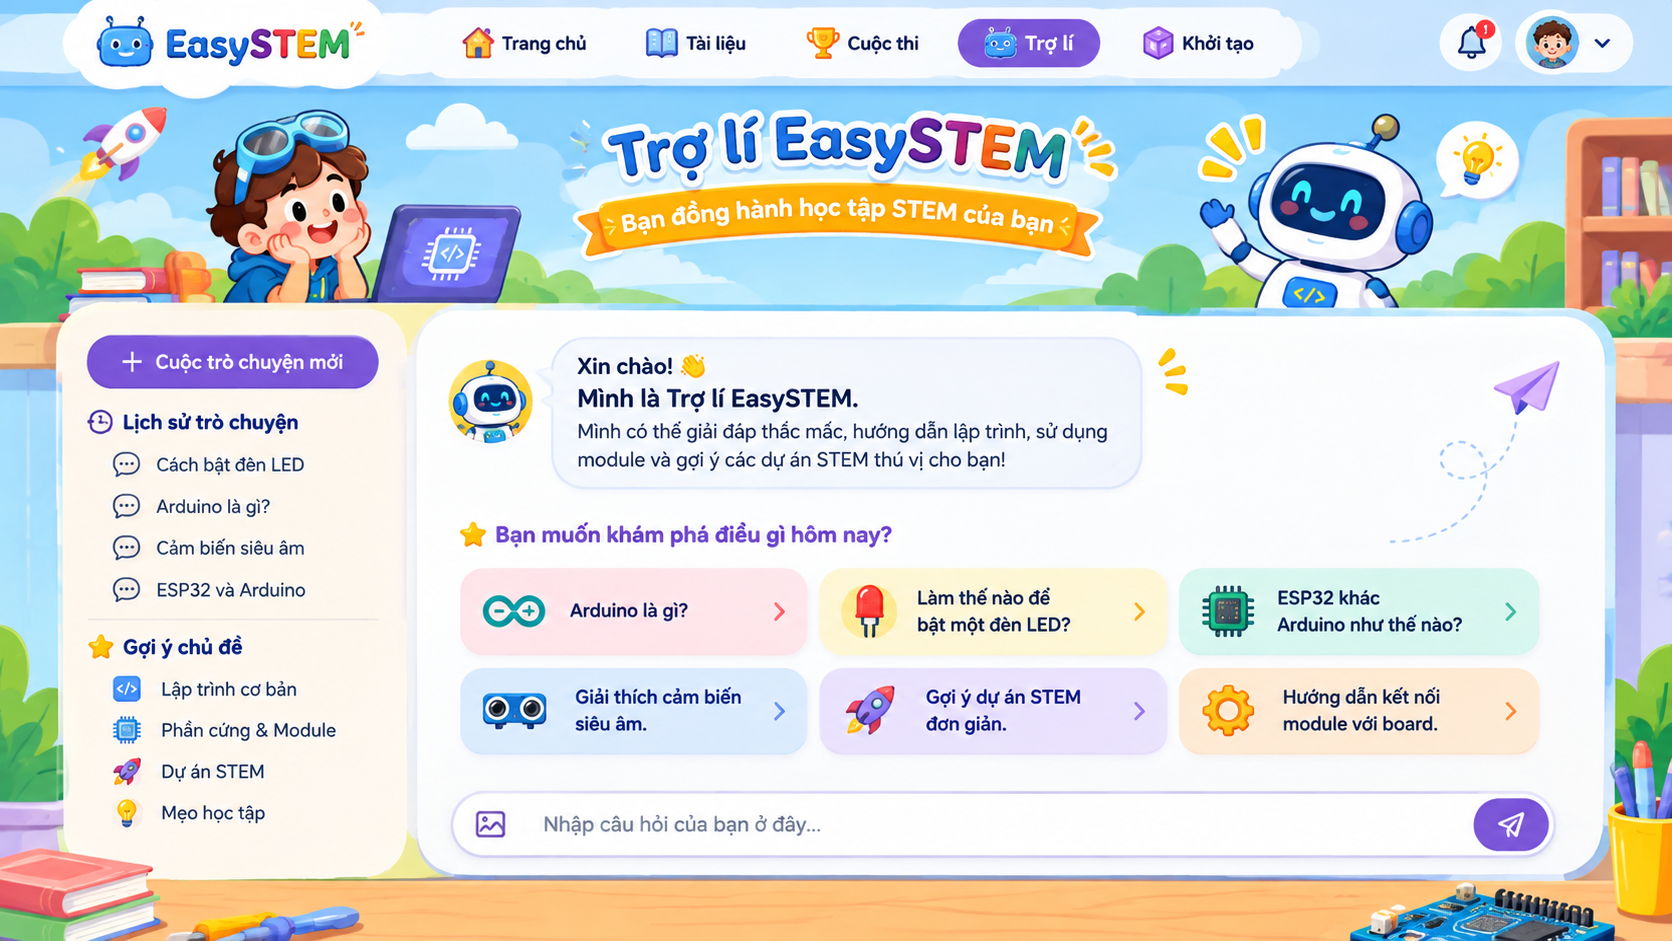 EasySTEM
Trang chủ
Tài liệu
Cuộc thi
Trợ lí
Khởi tạo
1
Trợ lí EasySTEM
Bạn đồng hành học tập STEM của bạn
</>
</>
Cuộc trò chuyện mới
Lịch sử trò chuyện
Cách bật đèn LED
Arduino là gì?
Cảm biến siêu âm
ESP32 và Arduino
Gợi ý chủ đề
</> Lập trình cơ bản
Phần cứng & Module
Dự án STEM
Mẹo học tập
Xin chào! 👋
Mình là Trợ lí EasySTEM.
Mình có thể giải đáp thắc mắc, hướng dẫn lập trình, sử dụng
module và gợi ý các dự án STEM thú vị cho bạn!
Bạn muốn khám phá điều gì hôm nay?
Arduino là gì?
Làm thế nào để
bật một đèn LED?
ESP32 khác
Arduino như thế nào?
Giải thích cảm biến
siêu âm.
Gợi ý dự án STEM
đơn giản.
Hướng dẫn kết nối
module với board.
Nhập câu hỏi của bạn ở đây...